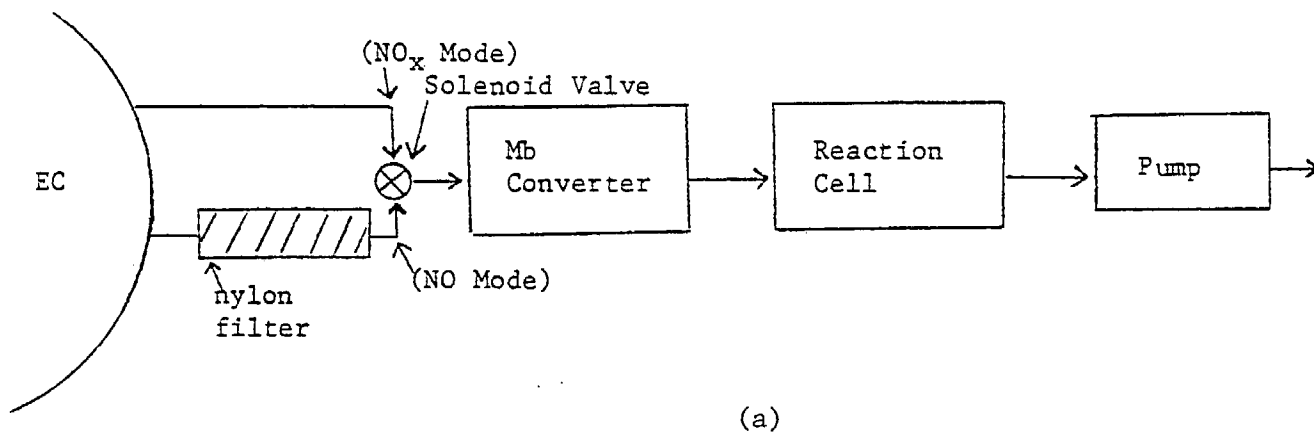 (NOx Mode)
Solenoid Valve
EC
Mb
Converter
Reaction
Cell
Pump
(NO Mode)
nylon
filter
(a)